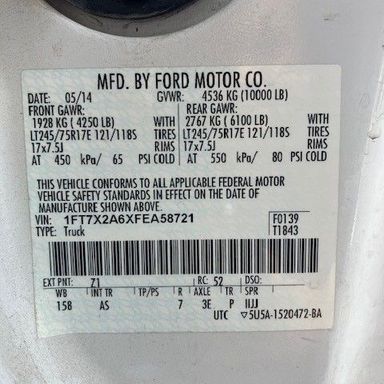 MFD. BY FORD MOTOR CO.
DATE: 05/14 GVWR: 4536 KG (10000 LB)
FRONT GAWR: REAR GAWR:
1928 KG ( 4250 LB) WITH 2767 KG ( 6100 LB) WITH
LT245/75R17E 121/118S TIRES LT245/75R17E 121/118S TIRES
17x7.5J RIMS 17x7.5J RIMS
AT 450 kPa/ 65 PSI COLD AT 550 kPa/ 80 PSI COLD
THIS VEHICLE CONFORMS TO ALL APPLICABLE FEDERAL MOTOR
VEHICLE SAFETY STANDARDS IN EFFECT ON THE DATE OF
MANUFACTURE SHOWN ABOVE.
VIN: 1FT7X2A6XFEA58721 F0139
TYPE: Truck T1843
EXT PNT: Z1 RC: 52 DSO:
WB INT TR TP/PS R AXLE TR SPR
158 AS 7 3E P IIJJ
UTC ▽5U5A-1520472-BA